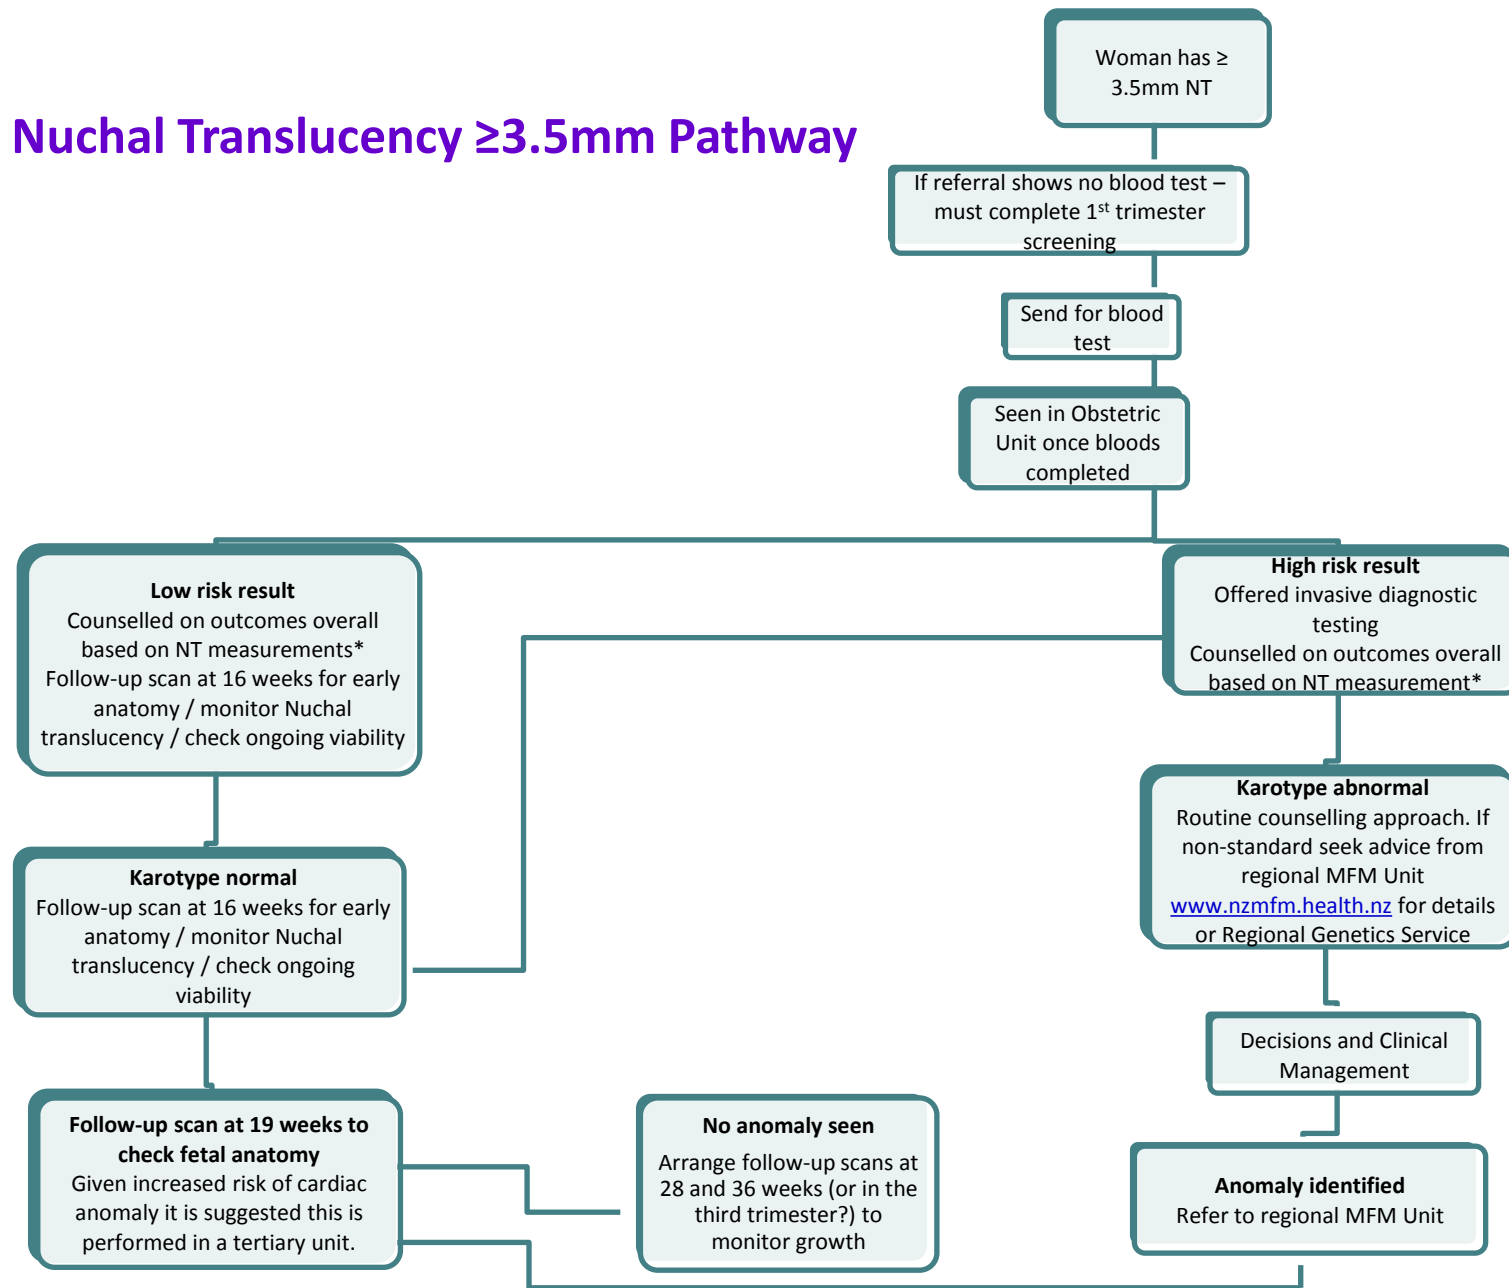 Nuchal Translucency ≥3.5mm Pathway
Woman has ≥
3.5mm NT
If referral shows no blood test –
must complete 1st trimester
screening
Send for blood
test
Seen in Obstetric
Unit once bloods
completed
Low risk result
Counselled on outcomes overall
based on NT measurements*
Follow-up scan at 16 weeks for early
anatomy / monitor Nuchal
translucency / check ongoing viability
High risk result
Offered invasive diagnostic
testing
Counselled on outcomes overall
based on NT measurement*
Karotype normal
Follow-up scan at 16 weeks for early
anatomy / monitor Nuchal
translucency / check ongoing
viability
Karotype abnormal
Routine counselling approach. If
non-standard seek advice from
regional MFM Unit
www.nzmfm.health.nz for details
or Regional Genetics Service
Decisions and Clinical
Management
Follow-up scan at 19 weeks to
check fetal anatomy
Given increased risk of cardiac
anomaly it is suggested this is
performed in a tertiary unit.
No anomaly seen
Arrange follow-up scans at
28 and 36 weeks (or in the
third trimester?) to
monitor growth
Anomaly identified
Refer to regional MFM Unit